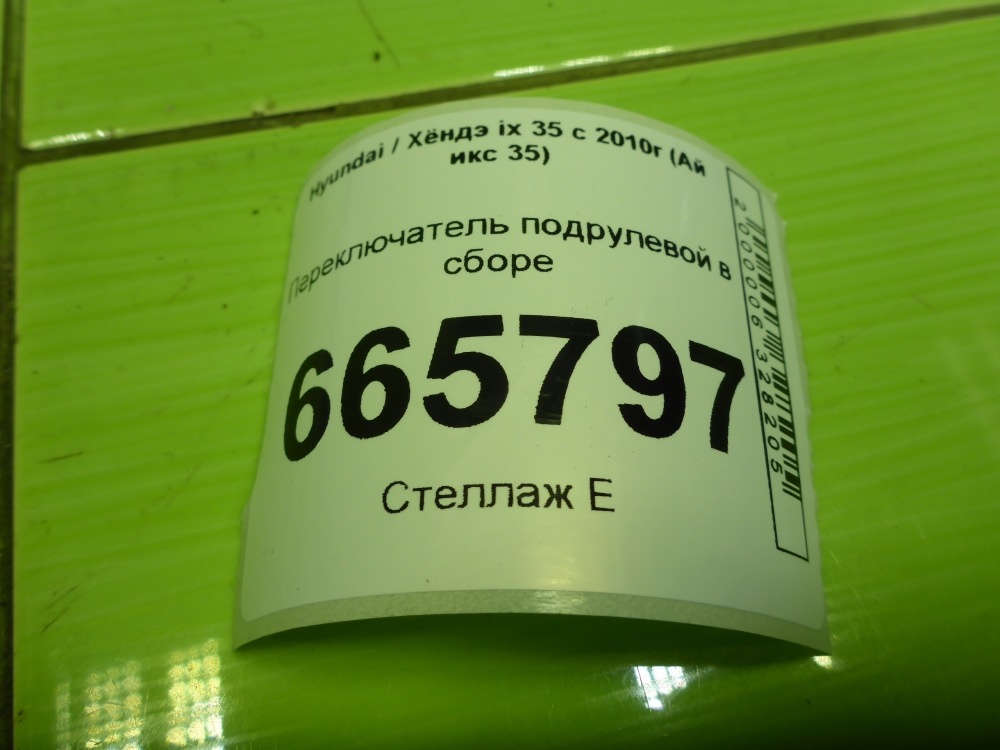 Hyundai / Хёндэ ix 35 с 2010г (Ай
икс 35)
Переключатель подрулевой в
сборе
665797
Стеллаж E
2000006328205